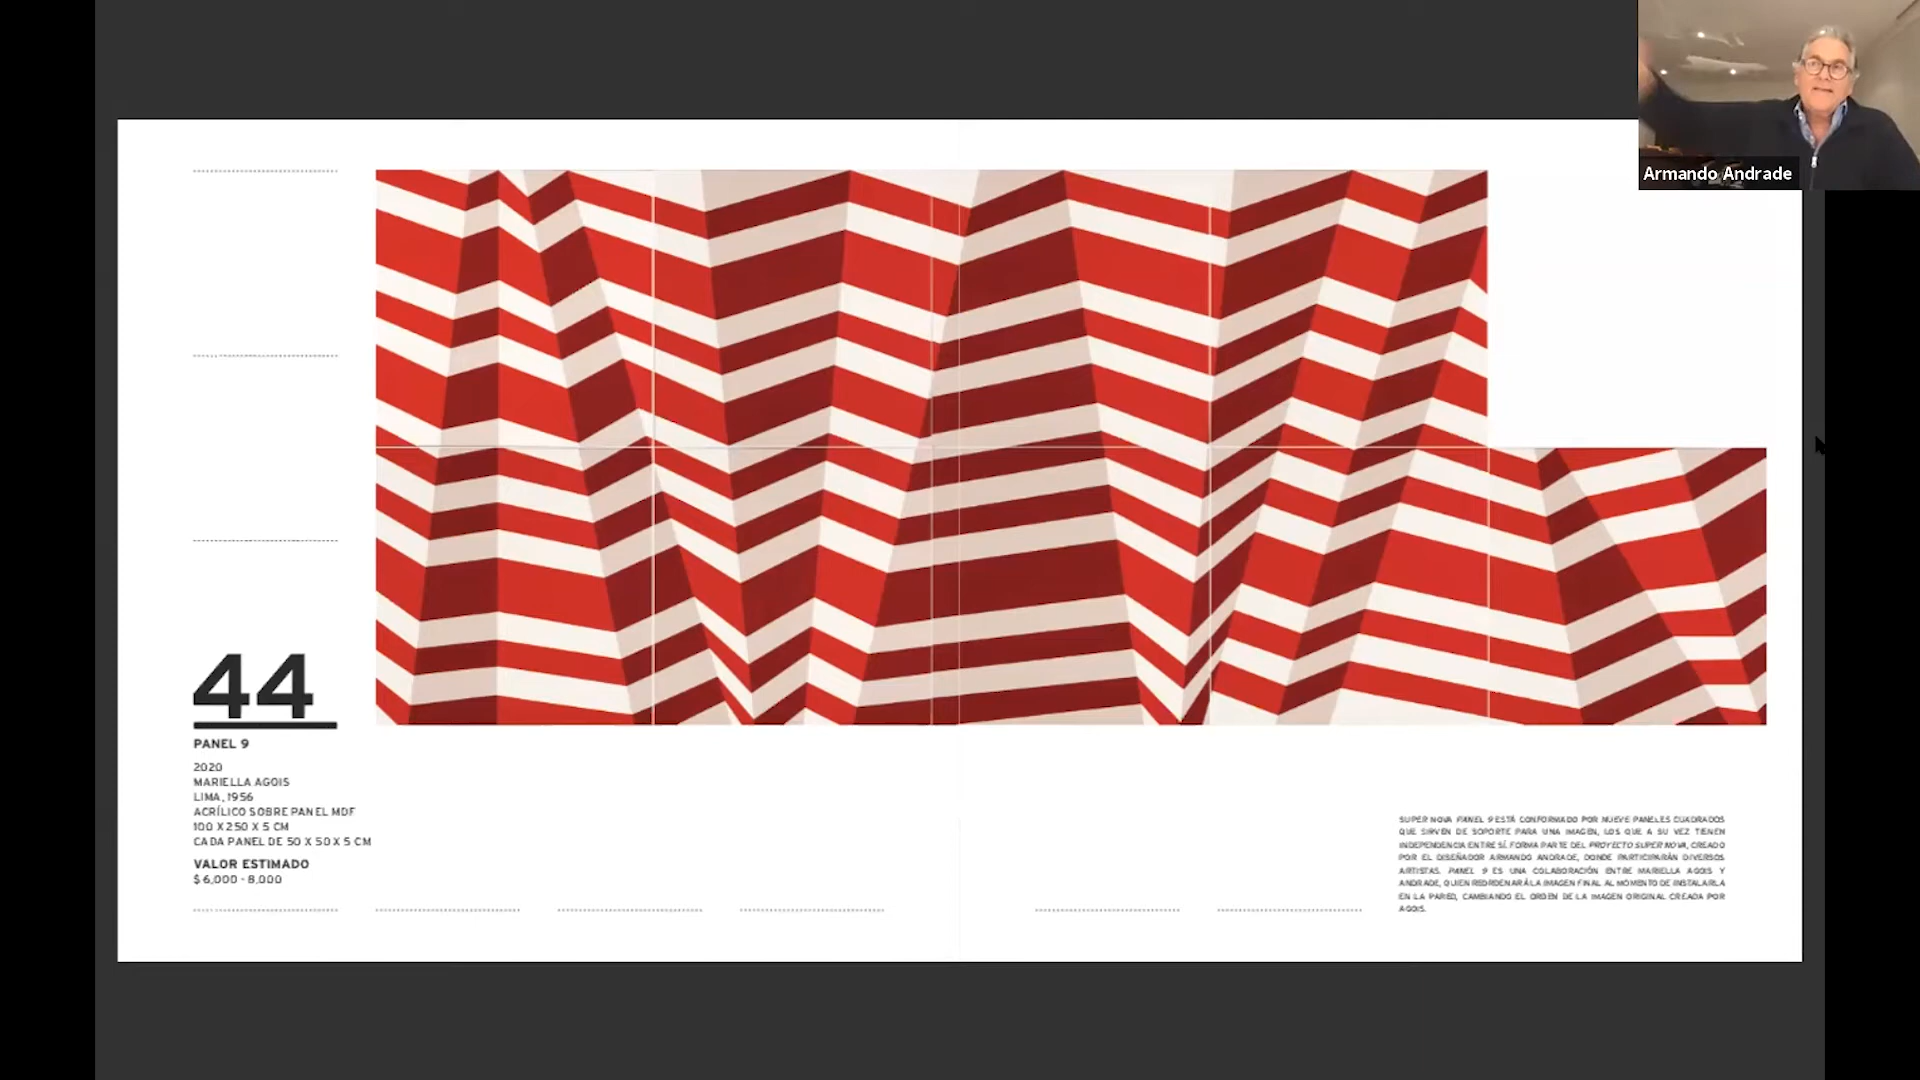 Armando Andrade
44
PANEL 9
2020
MARIELLA AGOIS
LIMA, 1956
ACRÍLICO SOBRE PANEL MDF
100 X 250 X 5 CM
CADA PANEL DE 50 X 50 X 5 CM
VALOR ESTIMADO
$ 6,000 - 8,000
SUPER NOVA PANEL 9 ESTÁ CONFORMADO POR NUEVE PANELES CUADRADOS
QUE SIRVEN DE SOPORTE PARA UNA IMAGEN, LOS QUE A SU VEZ TIENEN
INDEPENDENCIA ENTRE SÍ. FORMA PARTE DEL PROYECTO SUPER NOVA, CREADO
POR EL DISEÑADOR ARMANDO ANDRADE, DONDE PARTICIPARÁN DIVERSOS
ARTISTAS. PANEL 9 ES UNA COLABORACIÓN ENTRE MARIELLA AGOIS Y
ANDRADE, QUIEN REORDENARÁ LA IMAGEN FINAL AL MOMENTO DE INSTALARLA
EN LA PARED, CAMBIANDO EL ORDEN DE LA IMAGEN ORIGINAL CREADA POR
AGOIS.